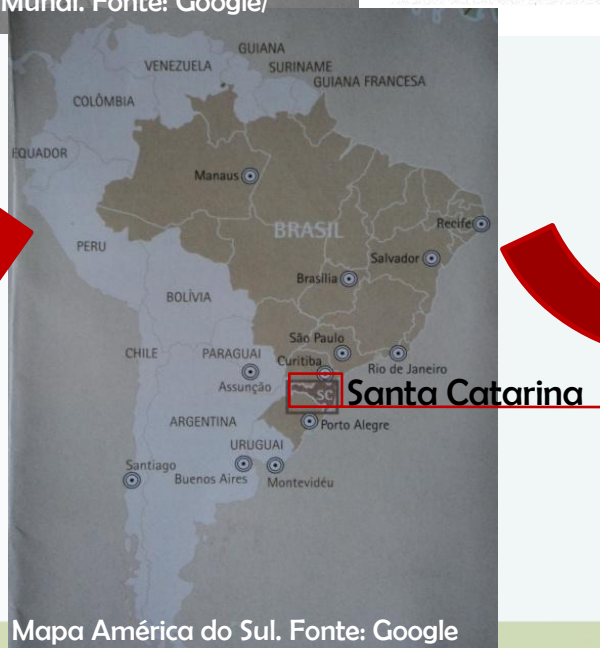 Mundi. Fonte: Google/
GUIANA
VENEZUELA
SURINAME
GUIANA FRANCESA
COLÔMBIA
EQUADOR
Manaus
BRASIL
Recife
PERU
Salvador
Brasília
BOLÍVIA
São Paulo
CHILE
PARAGUAI
Curitiba
Rio de Janeiro
Assunção
SC
Santa Catarina
ARGENTINA
Porto Alegre
URUGUAI
Santiago
Buenos Aires
Montevidéu
Mapa América do Sul. Fonte: Google